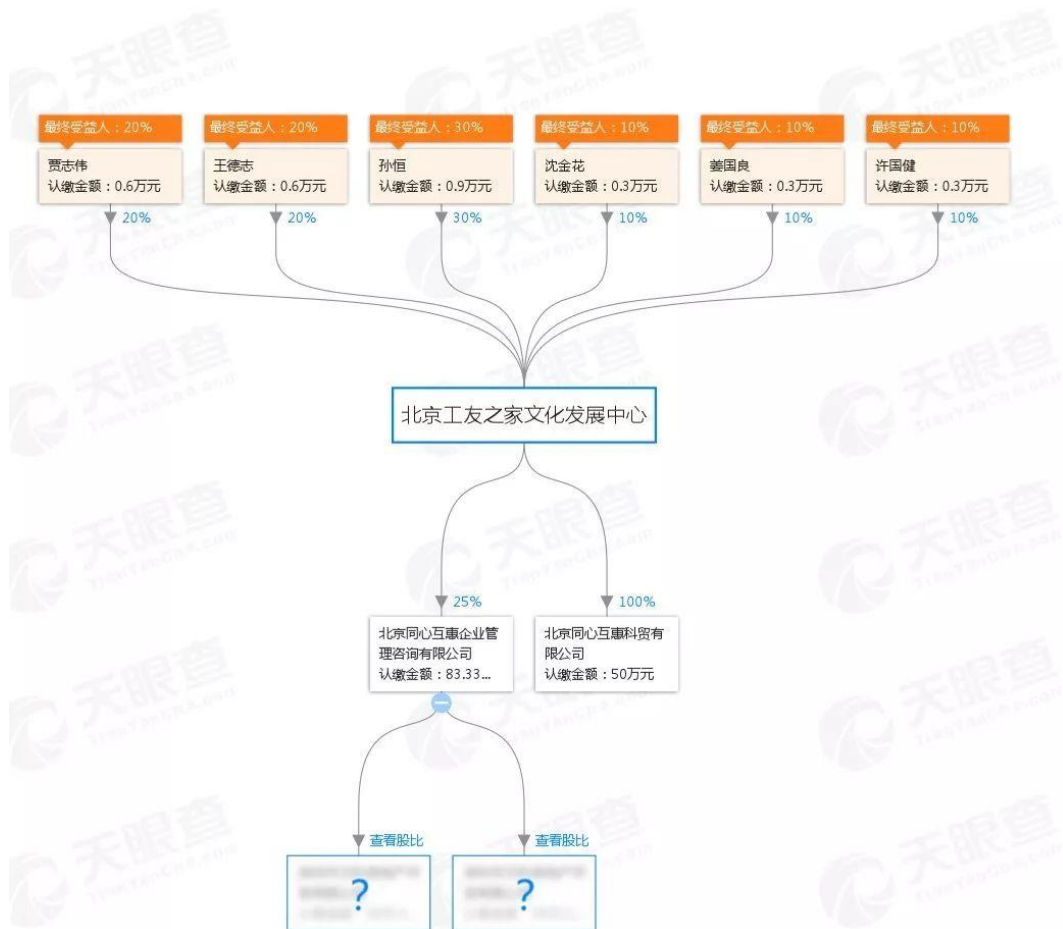 天眼查
TianYanCha.com
最终受益人：20%
最终受益人：20%
最终受益人：30%
最终受益人：10%
最终受益人：10%
最终受益人：10%
贾志伟
认缴金额：0.6万元
王德志
认缴金额：0.6万元
孙恒
认缴金额：0.9万元
沈金花
认缴金额：0.3万元
姜国良
认缴金额：0.3万元
许国健
认缴金额：0.3万元
20%
20%
30%
10%
10%
10%
北京工友之家文化发展中心
25%
100%
北京同心互惠企业管
理咨询有限公司
认缴金额：83.33...
北京同心互惠科贸有
限公司
认缴金额：50万元
查看股比
查看股比
?
?